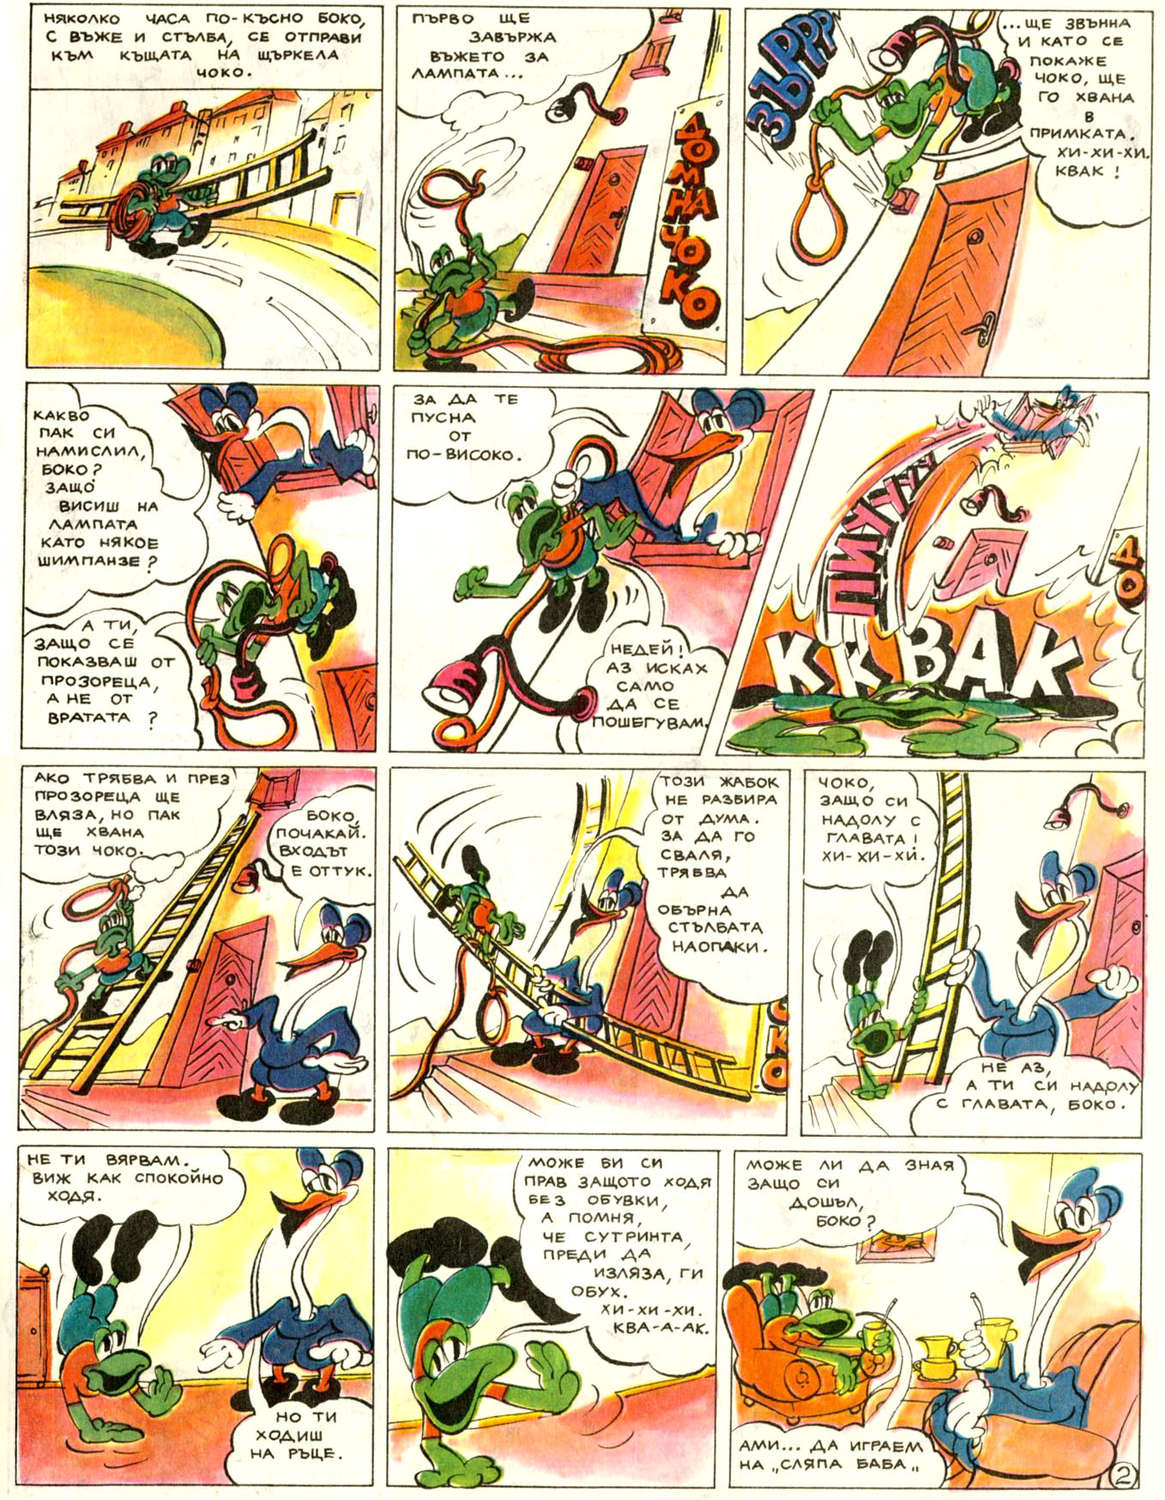 НЯКОЛКО ЧАСА ПО-КЪСНО БОКО,
С ВЪЖЕ И СТЪЛБА, СЕ ОТПРАВИ
КЪМ КЪЩАТА НА ЩЪРКЕЛА
ЧОКО.
ПЪРВО ЩЕ
ЗАВЪРЖА
ВЪЖЕТО ЗА
ЛАМПАТА...
ДОМ НА ЧОКО
ЗЪРРРР
...ЩЕ ЗВЪННА
И КАТО СЕ
ПОКАЖЕ
ЧОКО, ЩЕ
ГО ХВАНА
В
ПРИМКАТА.
ХИ-ХИ-ХИ.
КВАК!
КАКВО
ПАК СИ
НАМИСЛИЛ,
БОКО?
ЗАЩО
ВИСИШ НА
ЛАМПАТА
КАТО НЯКОЕ
ШИМПАНЗЕ?
А ТИ,
ЗАЩО СЕ
ПОКАЗВАШ ОТ
ПРОЗОРЕЦА,
А НЕ ОТ
ВРАТАТА?
ЗА ДА ТЕ
ПУСНА
ОТ
ПО-ВИСОКО.
НЕДЕЙ!
АЗ ИСКАХ
САМО
ДА СЕ
ПОШЕГУВАМ.
ПИУУУУ
ДО
КВАК
АКО ТРЯБВА И ПРЕЗ
ПРОЗОРЕЦА ЩЕ
ВЛЯЗА, НО ПАК
ЩЕ ХВАНА
ТОЗИ ЧОКО.
БОКО,
ПОЧАКАЙ.
ВХОДЪТ
Е ОТТУК.
ТОЗИ ЖАБОК
НЕ РАЗБИРА
ОТ ДУМА.
ЗА ДА ГО
СВАЛЯ,
ТРЯБВА
ДА
ОБЪРНА
СТЪЛБАТА
НАОПАКИ.
ОКО
ЧОКО,
ЗАЩО СИ
НАДОЛУ С
ГЛАВАТА!
ХИ-ХИ-ХИ.
НЕ АЗ,
А ТИ СИ НАДОЛУ
С ГЛАВАТА, БОКО.
НЕ ТИ ВЯРВАМ.
ВИЖ КАК СПОКОЙНО
ХОДЯ.
НО ТИ
ХОДИШ
НА РЪЦЕ.
МОЖЕ БИ СИ
ПРАВ ЗАЩОТО ХОДЯ
БЕЗ ОБУВКИ,
А ПОМНЯ,
ЧЕ СУТРИНТА,
ПРЕДИ ДА
ИЗЛЯЗА, ГИ
ОБУХ.
ХИ-ХИ-ХИ.
КВА-А-АК.
МОЖЕ ЛИ ДА ЗНАЯ
ЗАЩО СИ
ДОШЪЛ,
БОКО?
АМИ... ДА ИГРАЕМ
НА „СЛЯПА БАБА„
2